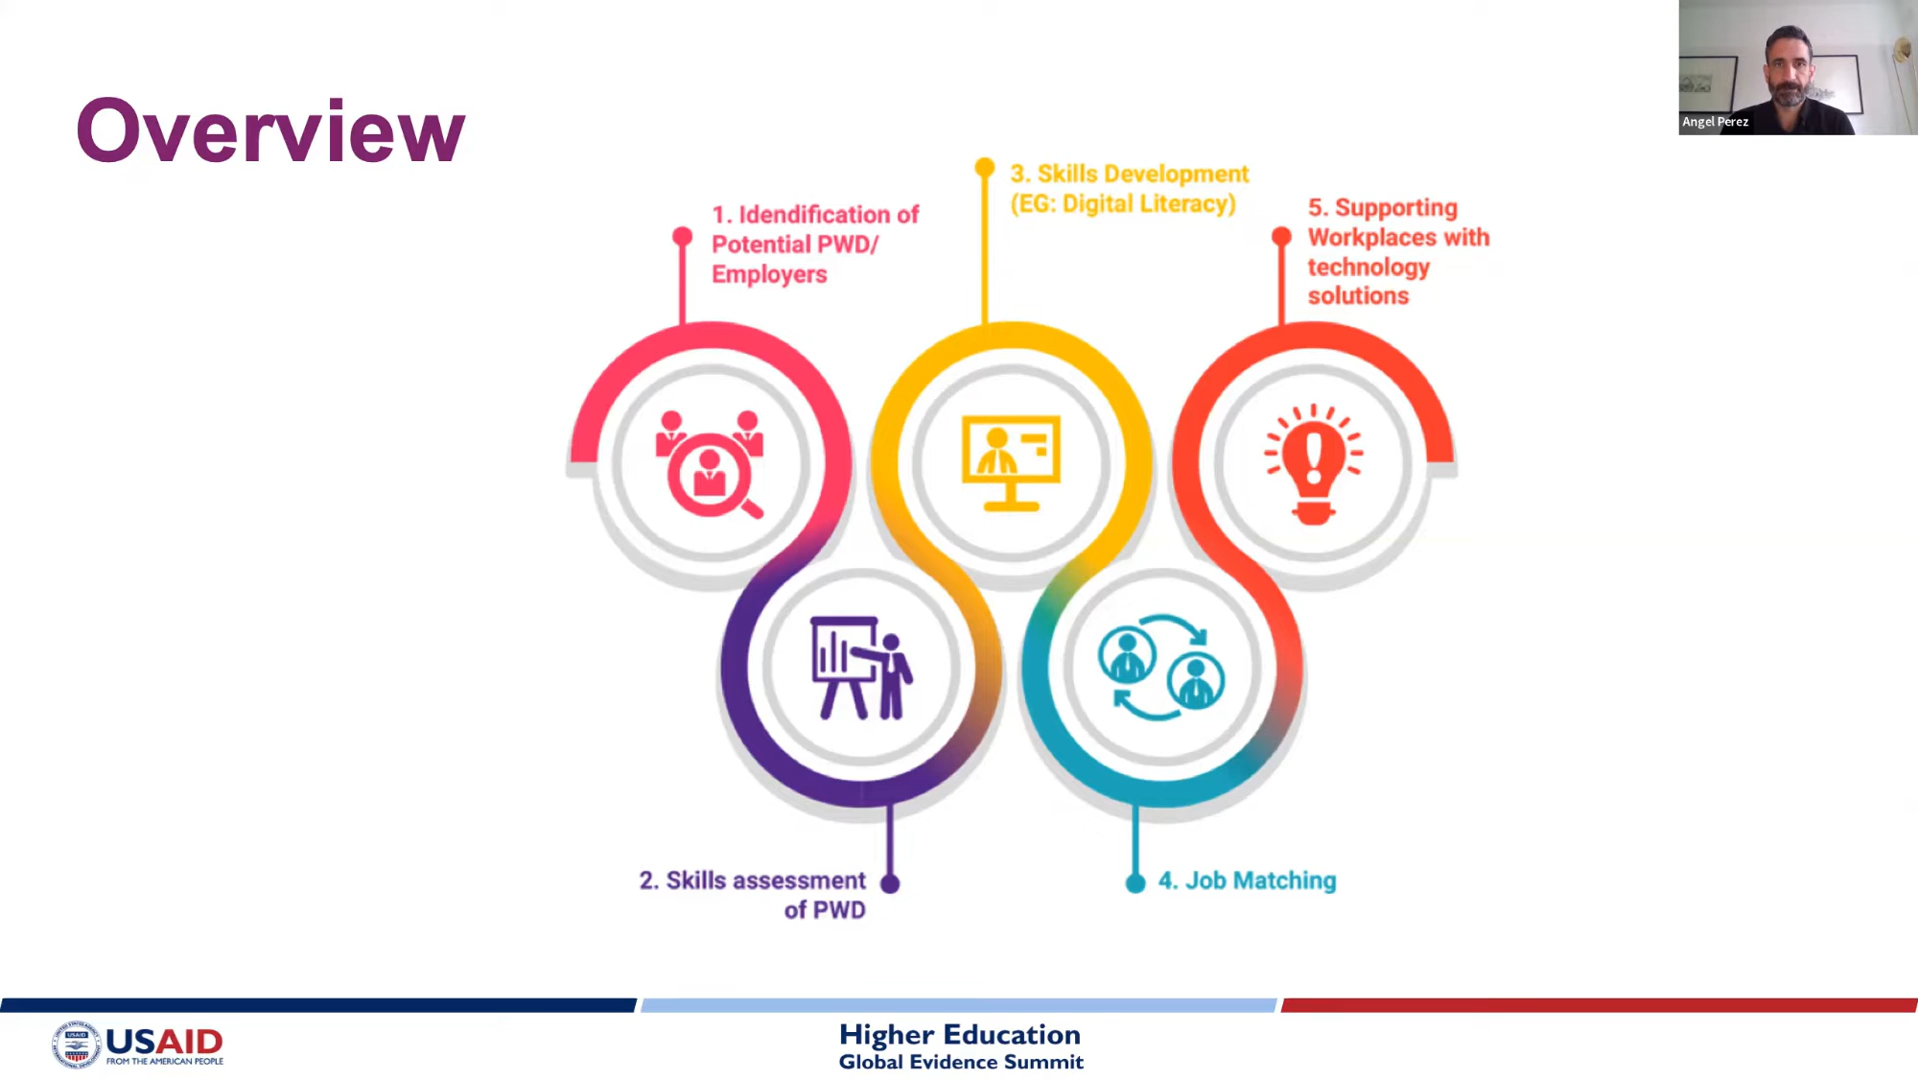 Overview
Angel Perez
1. Idendification of
Potential PWD/
Employers
3. Skills Development
(EG: Digital Literacy)
5. Supporting
Workplaces with
technology
solutions
2. Skills assessment
of PWD
4. Job Matching
USAID
FROM THE AMERICAN PEOPLE
Higher Education
Global Evidence Summit